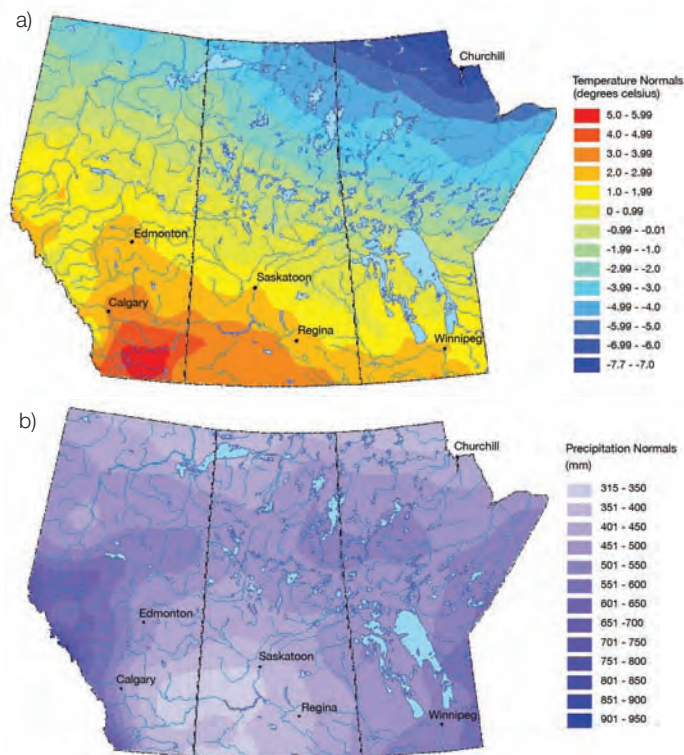 a)
Churchill
Edmonton
Saskatoon
Calgary
Regina
Winnipeg
Temperature Normals
(degrees celsius)
5.0 - 5.99
4.0 - 4.99
3.0 - 3.99
2.0 - 2.99
1.0 - 1.99
0 - 0.99
-0.99 - -0.01
-1.99 - -1.0
-2.99 - -2.0
-3.99 - -3.0
-4.99 - -4.0
-5.99 - -5.0
-6.99 - -6.0
-7.7 - -7.0
b)
Churchill
Edmonton
Saskatoon
Calgary
Regina
Winnipeg
Precipitation Normals
(mm)
315 - 350
351 - 400
401 - 450
451 - 500
501 - 550
551 - 600
601 - 650
651 -700
701 - 750
751 - 800
801 - 850
851 - 900
901 - 950